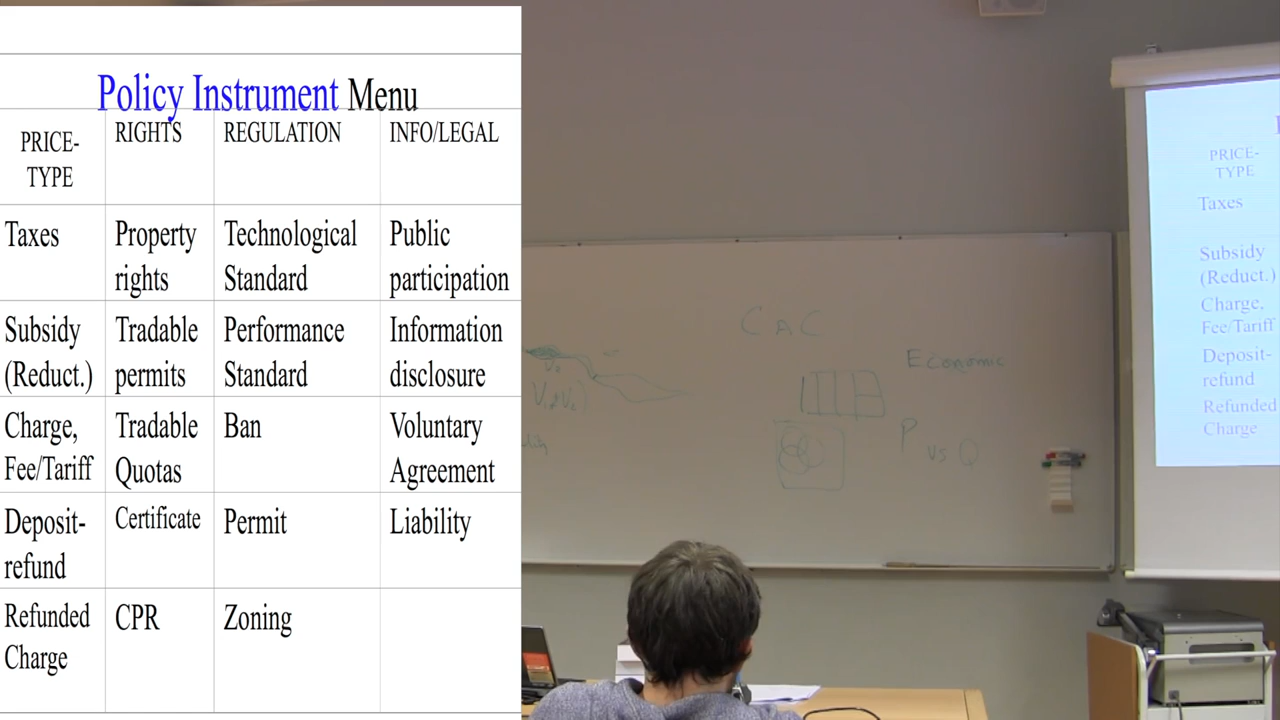 Policy Instrument Menu
PRICE-
TYPE
RIGHTS
REGULATION
INFO/LEGAL
Taxes
Property
rights
Technological
Standard
Public
participation
Subsidy
(Reduct.)
Tradable
permits
Performance
Standard
Information
disclosure
Charge,
Fee/Tariff
Tradable
Quotas
Ban
Voluntary
Agreement
Deposit-
refund
Certificate
Permit
Liability
Refunded
Charge
CPR
Zoning
CAC
Economic
P
vs Q
PRICE-
TYPE
Taxes
Subsidy
(Reduct.)
Charge,
Fee/Tariff
Deposit-
refund
Refunded
Charge